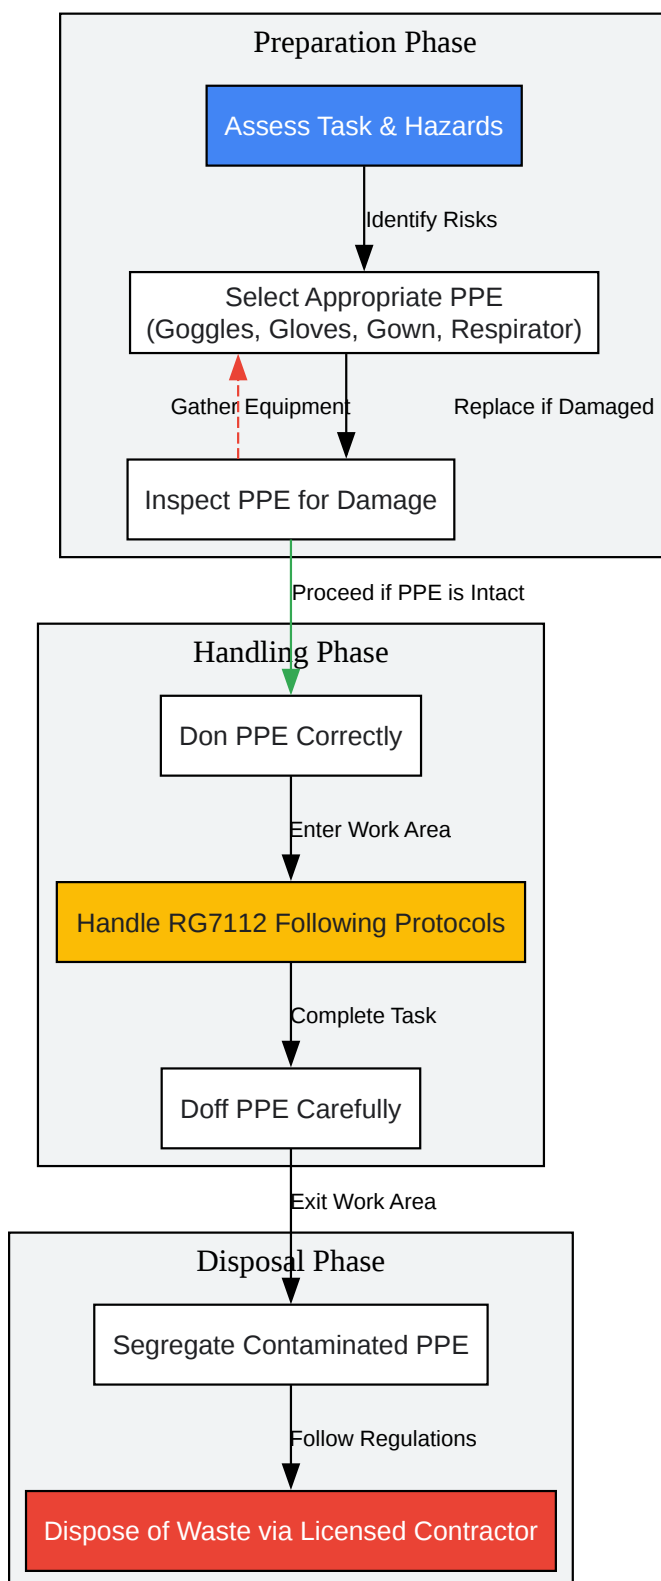 Preparation Phase
Assess Task & Hazards
Identify Risks
Select Appropriate PPE
(Goggles, Gloves, Gown, Respirator)
Gather Equipment
Replace if Damaged
Inspect PPE for Damage
Proceed if PPE is Intact
Handling Phase
Don PPE Correctly
Enter Work Area
Handle RG7112 Following Protocols
Complete Task
Doff PPE Carefully
Exit Work Area
Disposal Phase
Segregate Contaminated PPE
Follow Regulations
Dispose of Waste via Licensed Contractor